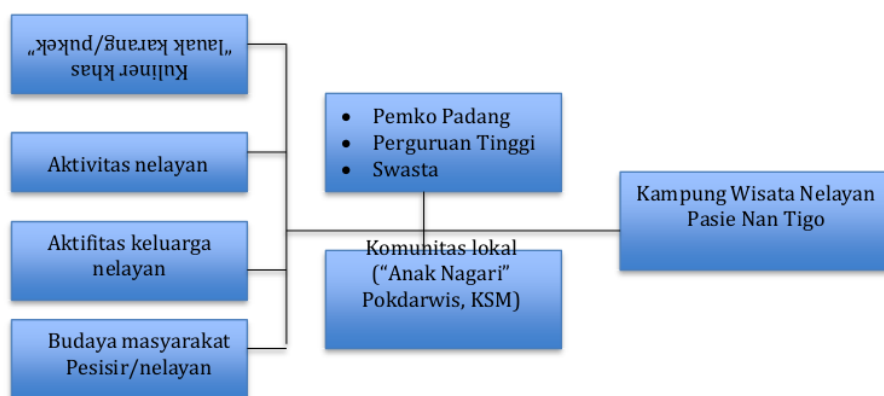 Kuliner khas
"lauak karang/pukek"
Aktivitas nelayan
Aktifitas keluarga
nelayan
Budaya masyarakat
Pesisir/nelayan
• Pemko Padang
• Perguruan Tinggi
• Swasta
Komunitas lokal
(“Anak Nagari”
Pokdarwis, KSM)
Kampung Wisata Nelayan
Pasie Nan Tigo